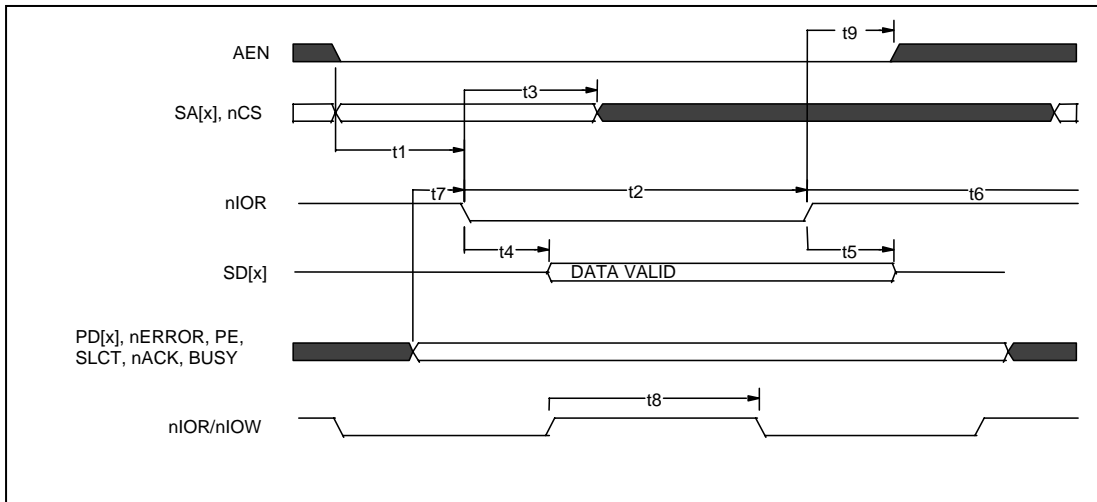 t9
AEN
t3
SA[x], nCS
t1
t7
t2
t6
nIOR
t4
t5
SD[x]
DATA VALID
PD[x], nERROR, PE,
SLCT, nACK, BUSY
t8
nIOR/nIOW